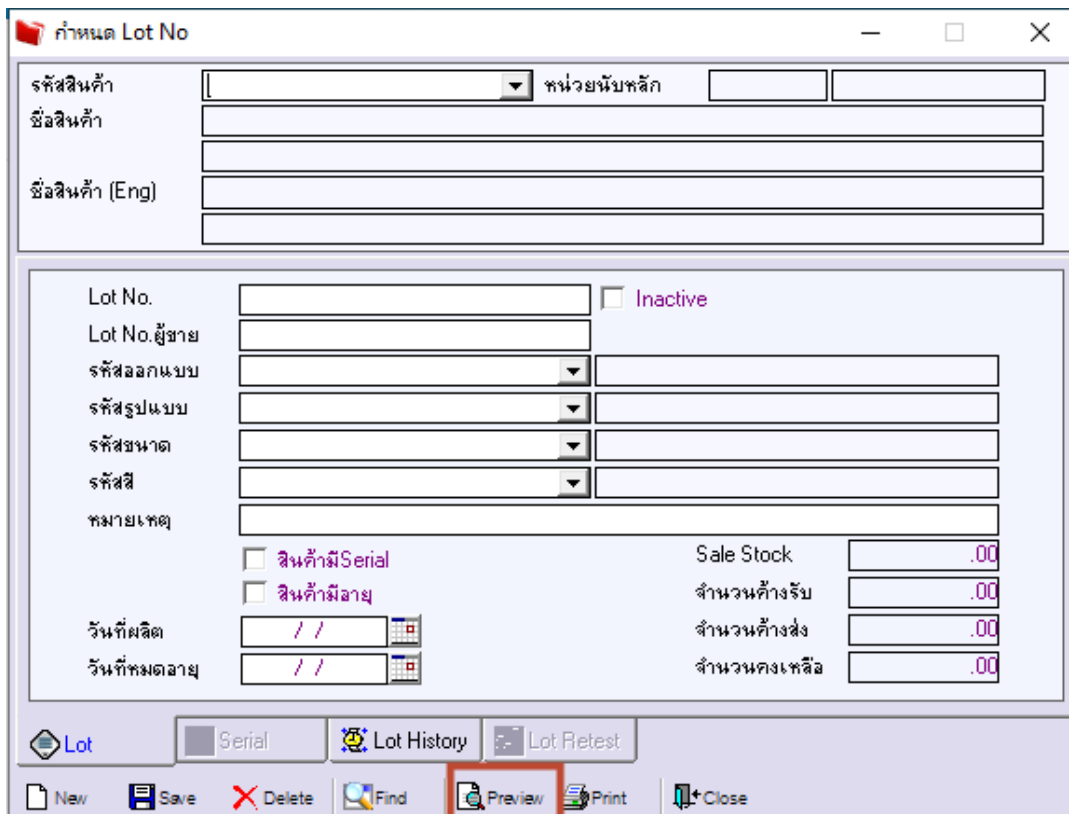 กำหนด Lot No
รหัสสินค้า หน่วยนับหลัก
ชื่อสินค้า
ชื่อสินค้า (Eng)
Lot No. Inactive
Lot No.ผู้ขาย
รหัสออกแบบ
รหัสรูปแบบ
รหัสขนาด
รหัสสี
หมายเหตุ
สินค้ามีSerial Sale Stock .00
สินค้ามีอายุ จำนวนค้างรับ .00
วันที่ผลิต / / จำนวนค้างส่ง .00
วันที่หมดอายุ / / จำนวนคงเหลือ .00
Lot Serial Lot History Lot Retest
New Save Delete Find Preview Print Close